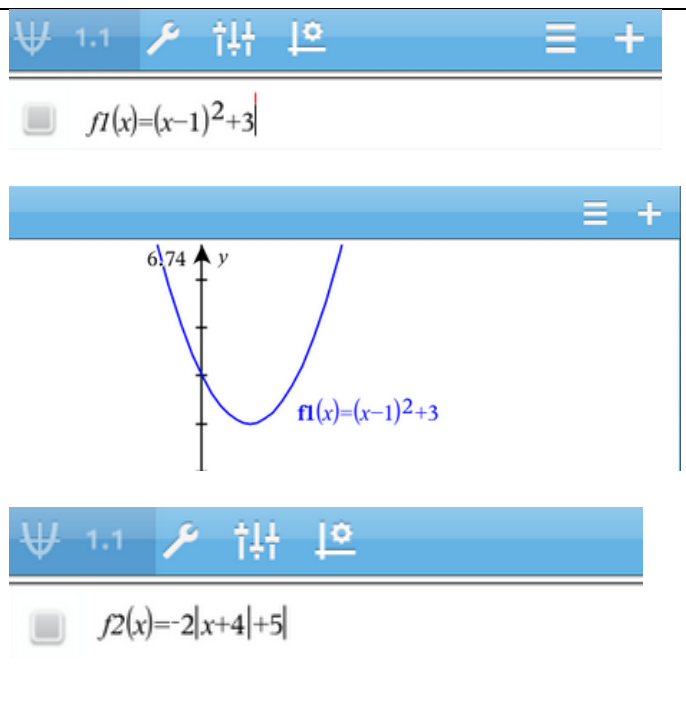 1.1
f1(x)=(x−1)²+3
6.74 y
f1(x)=(x−1)²+3
1.1
f2(x)=-2|x+4|+5